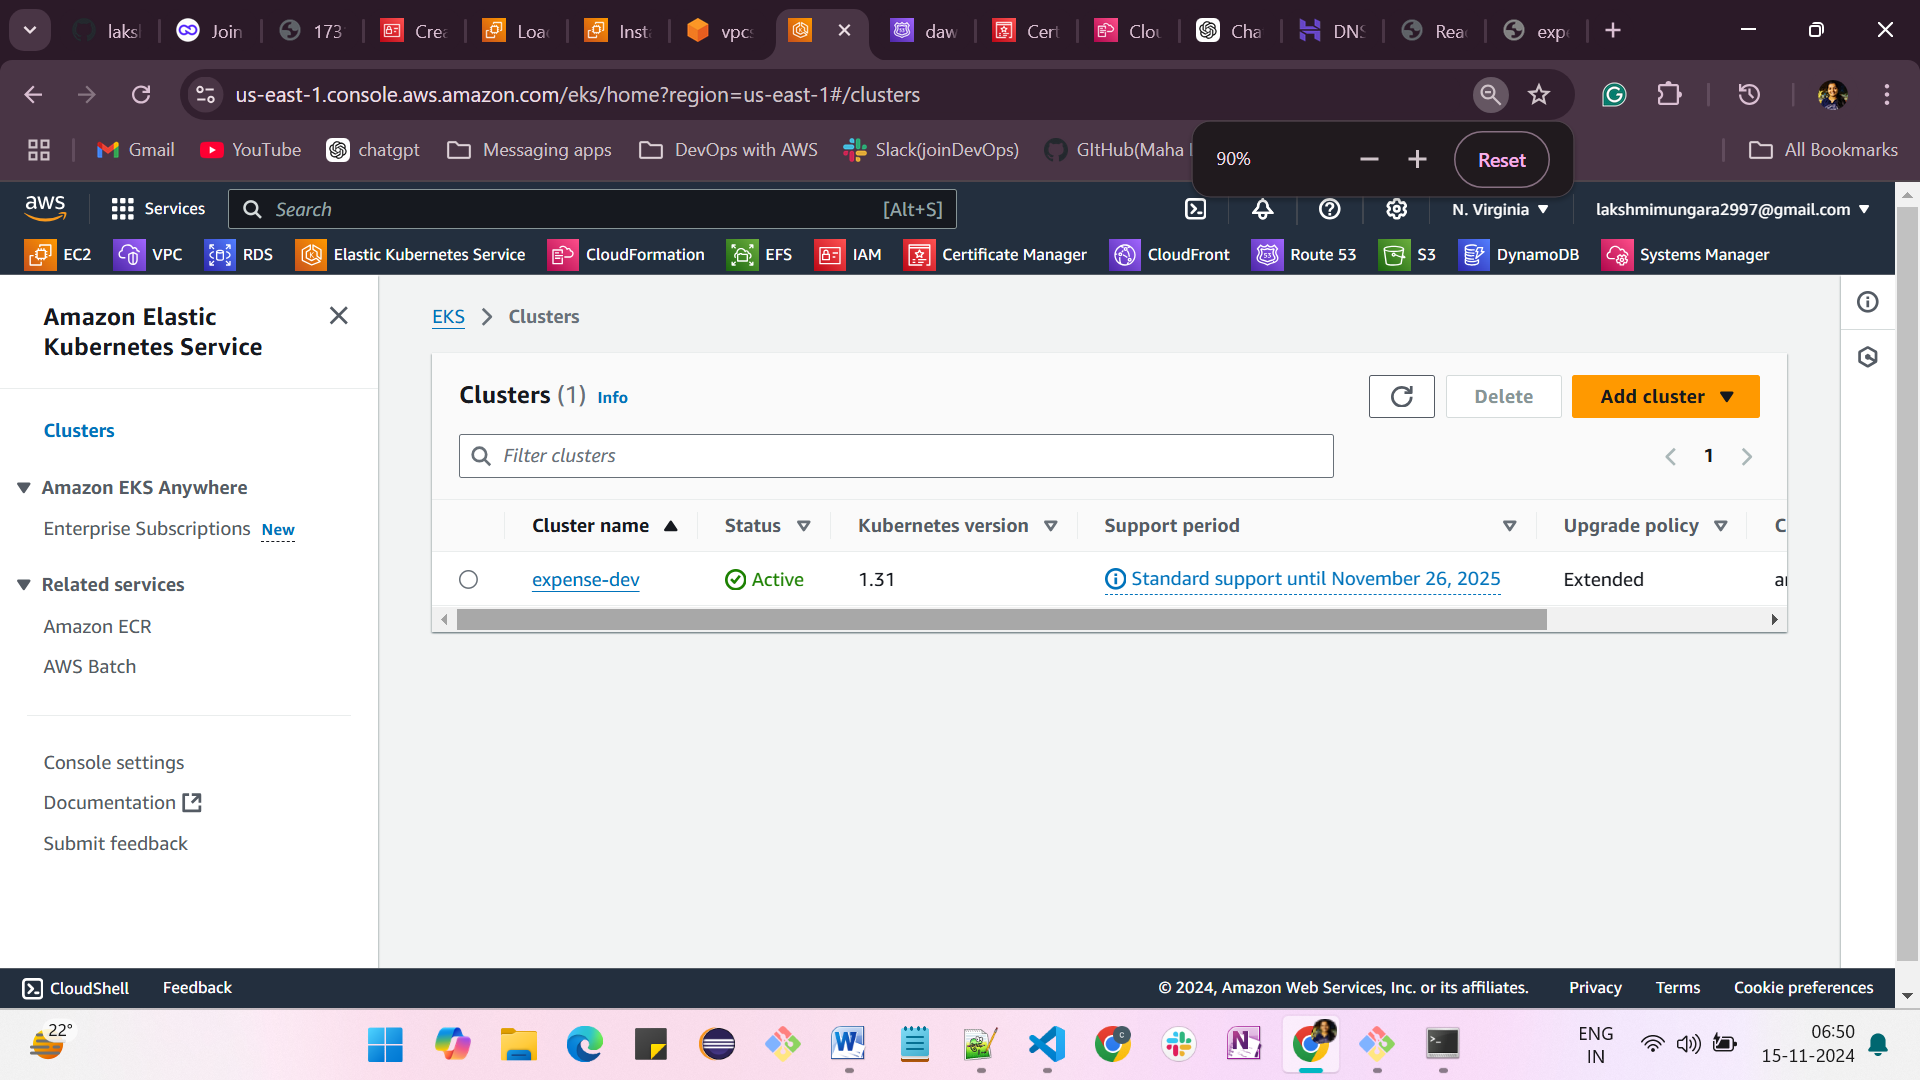 laks
Join
173
Crea
Loa
Insta
vpcs
daw
Cert
Clou
Cha
DNS
Rea
exp
us-east-1.console.aws.amazon.com/eks/home?region=us-east-1#/clusters
Gmail
YouTube
chatgpt
Messaging apps
DevOps with AWS
Slack(joinDevOps)
GItHub(Maha
All Bookmarks
90%
Reset
aws
Services
Search
[Alt+S]
N. Virginia
lakshmimungara2997@gmail.com
EC2
VPC
RDS
Elastic Kubernetes Service
CloudFormation
EFS
IAM
Certificate Manager
CloudFront
Route 53
S3
DynamoDB
Systems Manager
Amazon Elastic
Kubernetes Service
Clusters
Amazon EKS Anywhere
Enterprise Subscriptions New
Related services
Amazon ECR
AWS Batch
Console settings
Documentation
Submit feedback
EKS > Clusters
Clusters (1) Info
Delete
Add cluster
Filter clusters
1
Cluster name
Status
Kubernetes version
Support period
Upgrade policy
C
expense-dev
Active
1.31
Standard support until November 26, 2025
Extended
CloudShell
Feedback
© 2024, Amazon Web Services, Inc. or its affiliates.
Privacy
Terms
Cookie preferences
22°
ENG
IN
06:50
15-11-2024